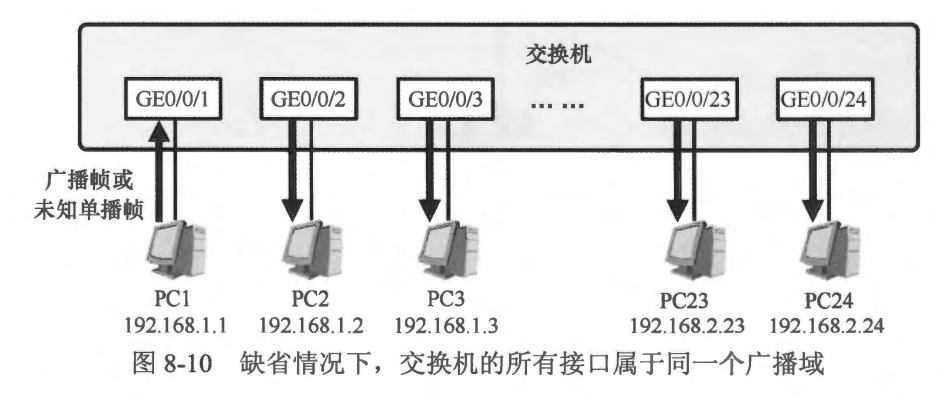 交换机
GE0/0/1 GE0/0/2 GE0/0/3 … … GE0/0/23 GE0/0/24
广播帧或
未知单播帧
PC1 PC2 PC3 PC23 PC24
192.168.1.1 192.168.1.2 192.168.1.3 192.168.2.23 192.168.2.24
图 8-10 缺省情况下，交换机的所有接口属于同一个广播域